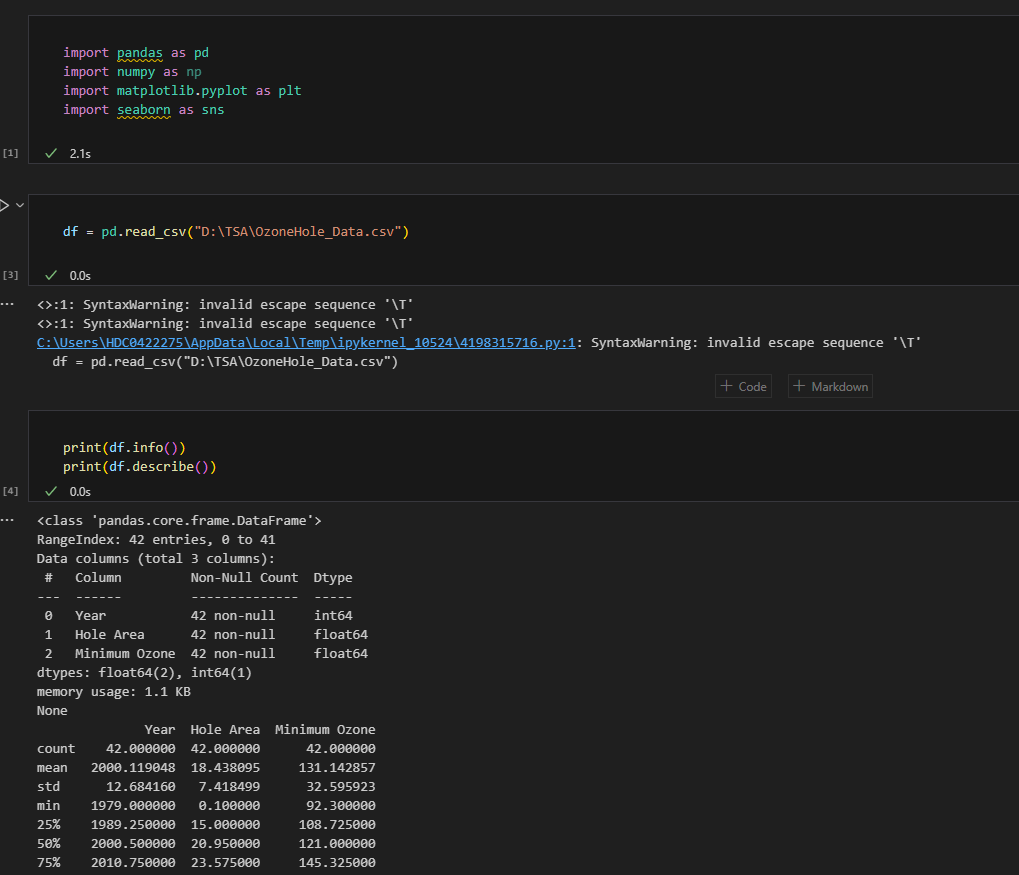 import pandas as pd
import numpy as np
import matplotlib.pyplot as plt
import seaborn as sns
[1] 2.1s
df = pd.read_csv("D:\TSA\OzoneHole_Data.csv")
[3] 0.0s
... <>:1: SyntaxWarning: invalid escape sequence '\T'
<>:1: SyntaxWarning: invalid escape sequence '\T'
C:\Users\HDC0422275\AppData\Local\Temp\ipykernel_10524\4198315716.py:1: SyntaxWarning: invalid escape sequence '\T'
  df = pd.read_csv("D:\TSA\OzoneHole_Data.csv")
+ Code + Markdown
print(df.info())
print(df.describe())
[4] 0.0s
... <class 'pandas.core.frame.DataFrame'>
RangeIndex: 42 entries, 0 to 41
Data columns (total 3 columns):
 #   Column         Non-Null Count  Dtype
---  ------         --------------  -----
 0   Year           42 non-null     int64
 1   Hole Area      42 non-null     float64
 2   Minimum Ozone  42 non-null     float64
dtypes: float64(2), int64(1)
memory usage: 1.1 KB
None
              Year  Hole Area  Minimum Ozone
count    42.000000  42.000000      42.000000
mean   2000.119048  18.438095     131.142857
std      12.684160   7.418499      32.595923
min    1979.000000   0.100000      92.300000
25%    1989.250000  15.000000     108.725000
50%    2000.500000  20.950000     121.000000
75%    2010.750000  23.575000     145.325000